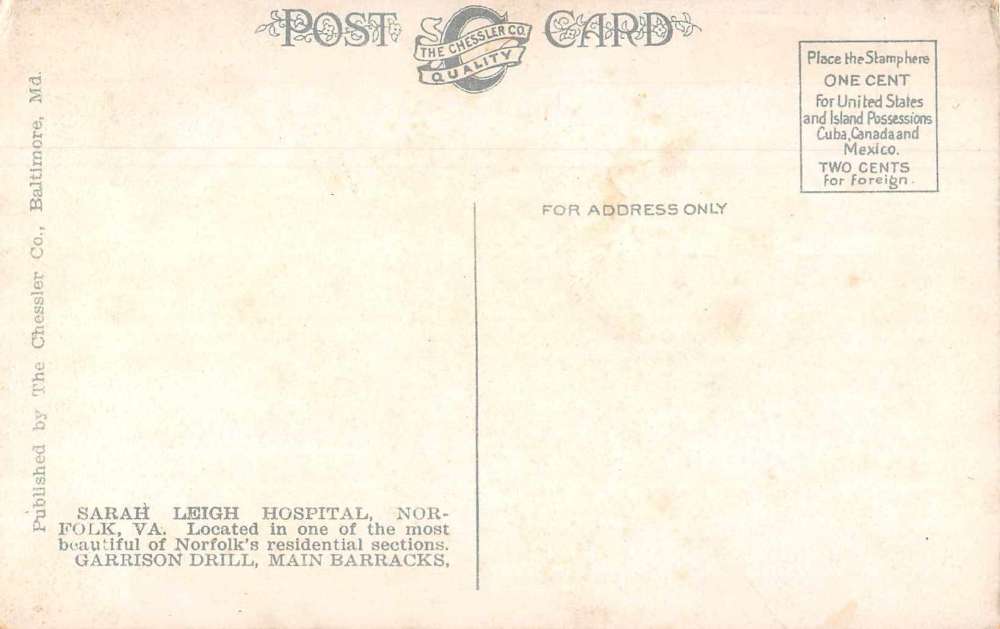 POST CARD
THE CHESSLER CO.
QUALITY
Place the Stamp here
ONE CENT
For United States
and Island Possessions
Cuba, Canada and
Mexico.
TWO CENTS
for foreign.
FOR ADDRESS ONLY
Published by The Chessler Co., Baltimore, Md.
SARAH LEIGH HOSPITAL, NOR-
FOLK, VA. Located in one of the most
beautiful of Norfolk's residential sections.
GARRISON DRILL, MAIN BARRACKS,